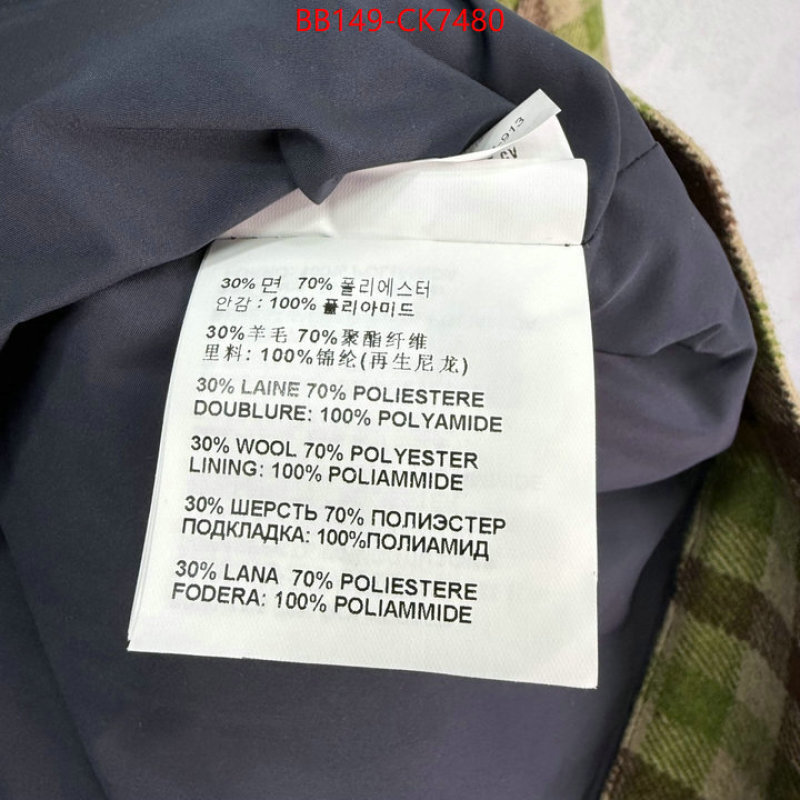 BB149-CK7480
-913
30% 면 70% 폴리에스터
안감 : 100% 폴리아미드
30%羊毛 70%聚酯纤维
里料：100%锦纶(再生尼龙)
30% LAINE 70% POLIESTERE
DOUBLURE: 100% POLYAMIDE
30% WOOL 70% POLYESTER
LINING: 100% POLIAMMIDE
30% ШЕРСТЬ 70% ПОЛИЭСТЕР
ПОДКЛАДКА: 100%ПОЛИАМИД
30% LANA 70% POLIESTERE
FODERA: 100% POLIAMMIDE